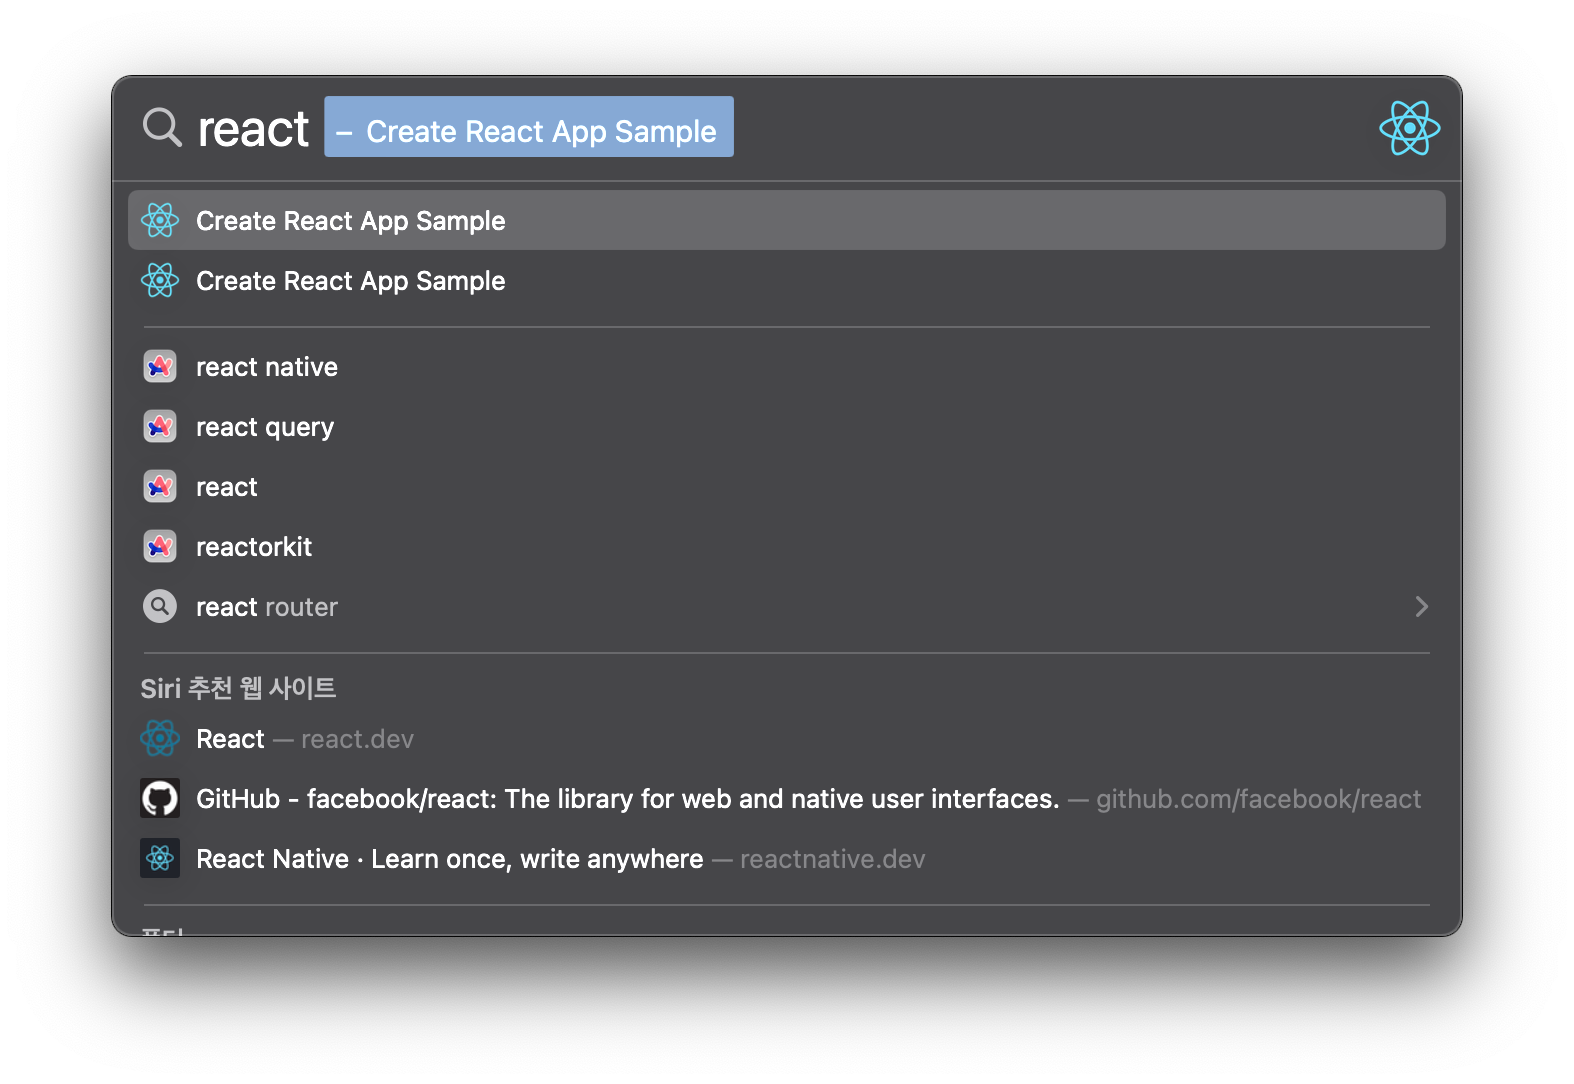 react – Create React App Sample
Create React App Sample
Create React App Sample
react native
react query
react
reactorkit
react router
Siri 추천 웹 사이트
React — react.dev
GitHub - facebook/react: The library for web and native user interfaces. — github.com/facebook/react
React Native · Learn once, write anywhere — reactnative.dev